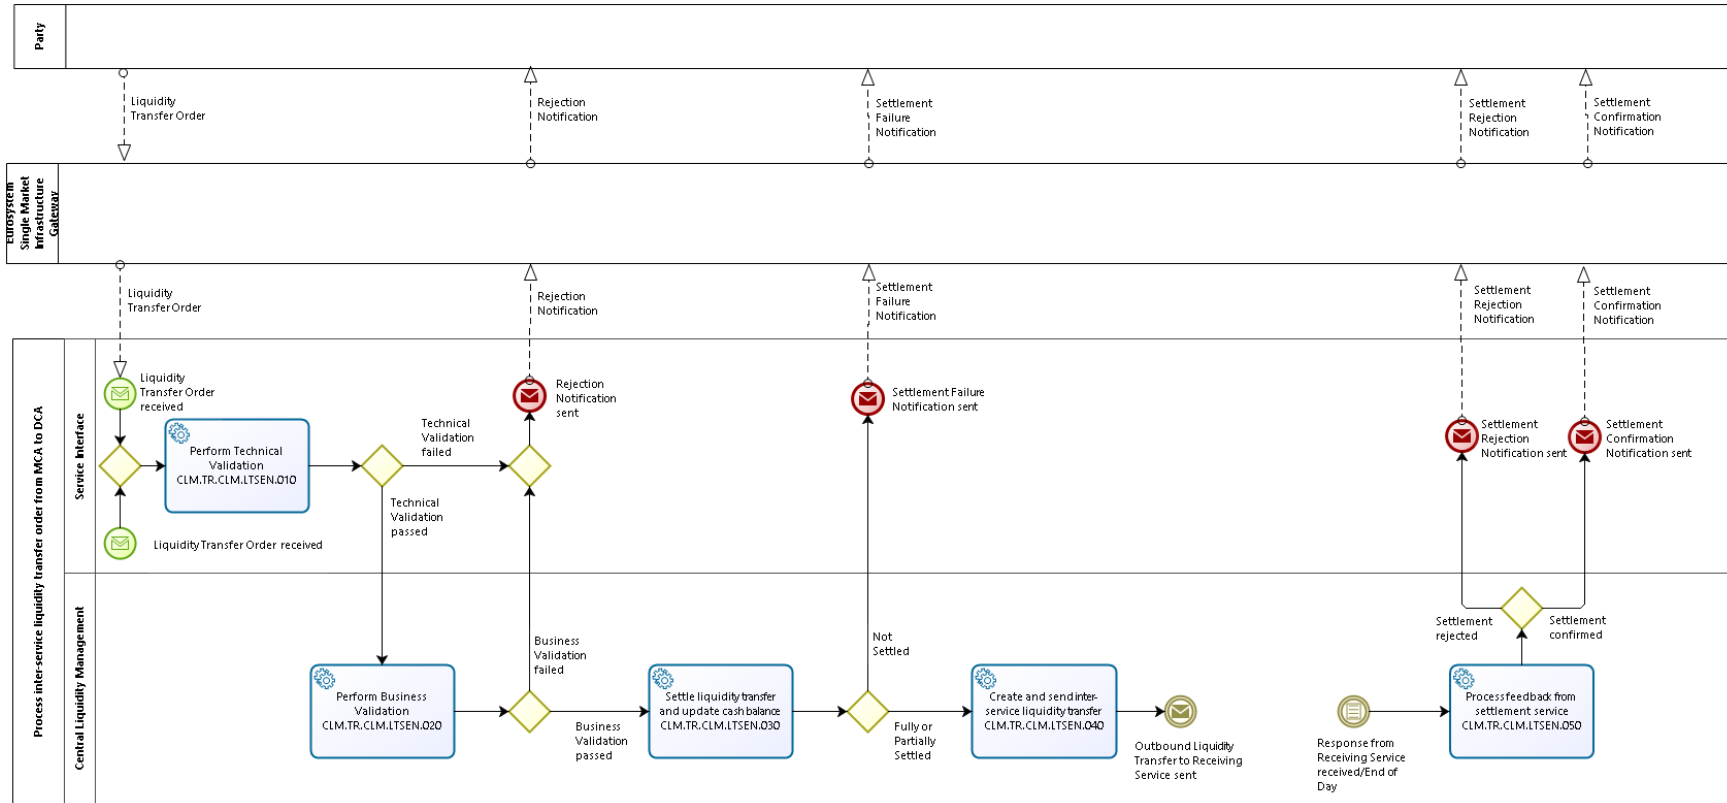 Party
Liquidity
Transfer Order
Rejection
Notification
Settlement
Failure
Notification
Settlement
Rejection
Notification
Settlement
Confirmation
Notification
Eurosystem
Single Market
Infrastructure
Gateway
Liquidity
Transfer Order
Rejection
Notification
Settlement
Failure
Notification
Settlement
Rejection
Notification
Settlement
Confirmation
Notification
Process inter-service liquidity transfer order from MCA to DCA
Service Interface
Liquidity
Transfer Order
received
Perform Technical
Validation
CLM.TR.CLM.LTSEN.010
Liquidity Transfer Order received
Technical
Validation
failed
Technical
Validation
passed
Rejection
Notification
sent
Settlement Failure
Notification sent
Settlement
Rejection
Notification sent
Settlement
Confirmation
Notification sent
Central Liquidity Management
Perform Business
Validation
CLM.TR.CLM.LTSEN.020
Business
Validation
failed
Business
Validation
passed
Settle liquidity transfer
and update cash balance
CLM.TR.CLM.LTSEN.030
Not
Settled
Fully or
Partially
Settled
Create and send inter-
service liquidity transfer
CLM.TR.CLM.LTSEN.040
Outbound Liquidity
Transfer to Receiving
Service sent
Response from
Receiving Service
received/End of
Day
Process feedback from
settlement service
CLM.TR.CLM.LTSEN.050
Settlement
rejected
Settlement
confirmed